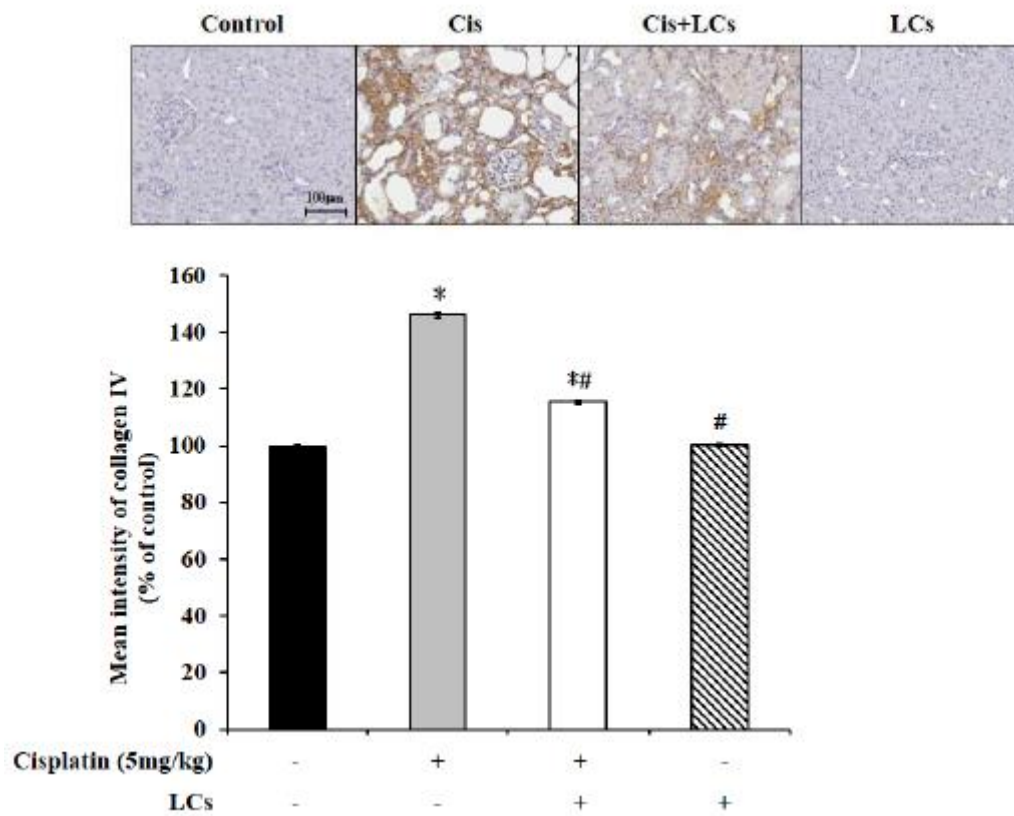 Control Cis Cis+LCs LCs
100µm
160
140
120
100
80
60
40
20
0
Mean intensity of collagen IV
(% of control)
*
*#
#
Cisplatin (5mg/kg) - + + -
LCs - - + +